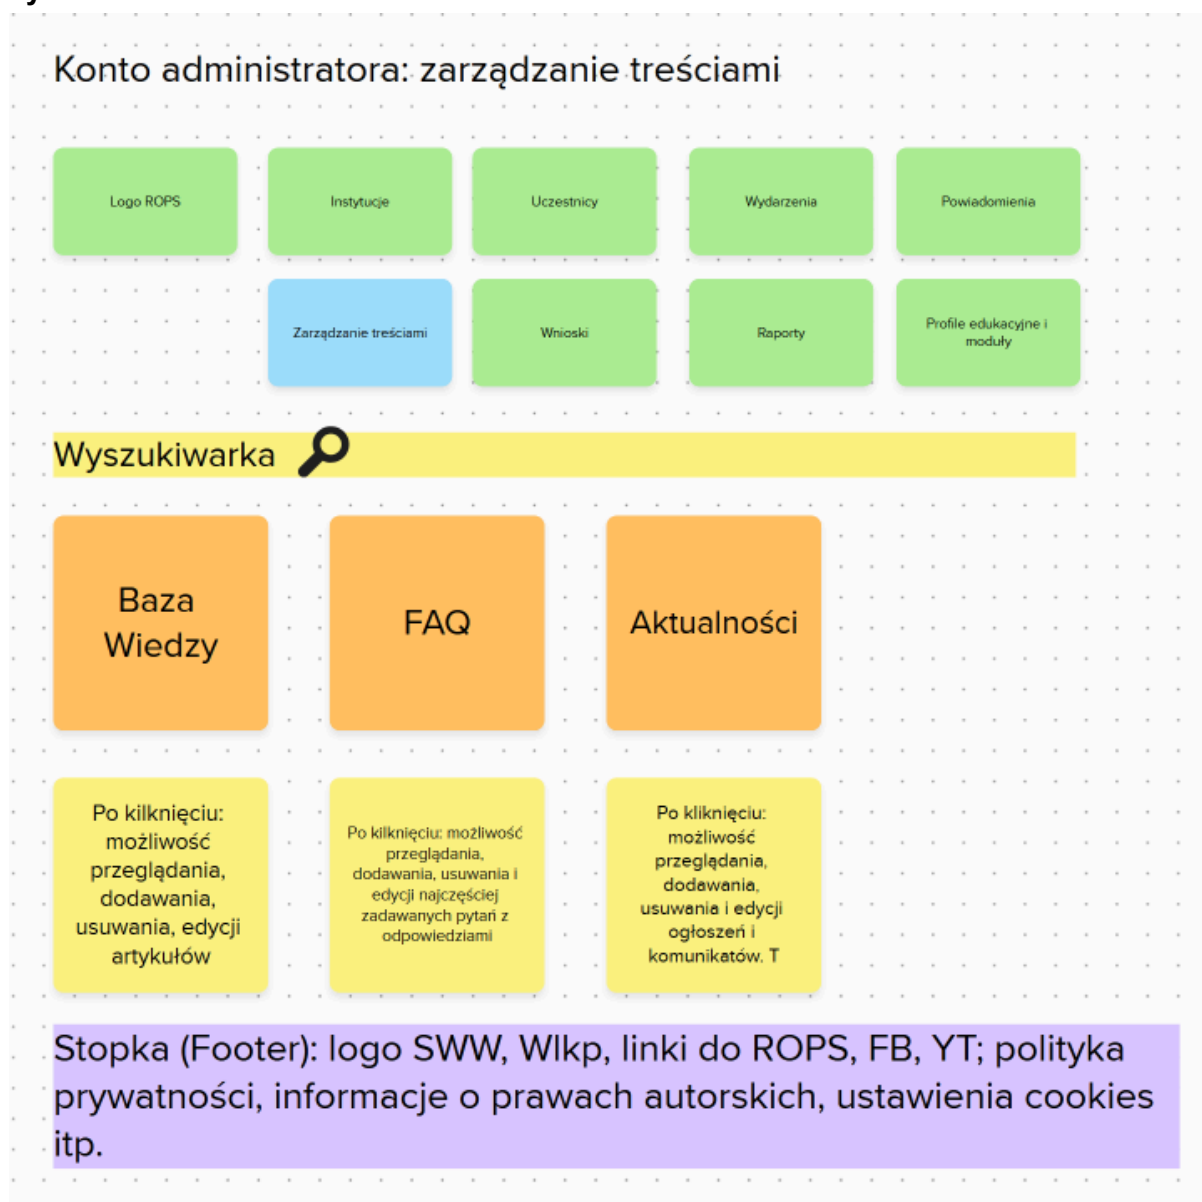 Konto administratora: zarządzanie treściami
Logo ROPS
Instytucje
Uczestnicy
Wydarzenia
Powiadomienia
Zarządzanie treściami
Wnioski
Raporty
Profile edukacyjne i
moduły
Wyszukiwarka
Baza
Wiedzy
FAQ
Aktualności
Po kilknięciu:
możliwość
przeglądania,
dodawania,
usuwania, edycji
artykułów
Po kilknięciu: możliwość
przeglądania,
dodawania, usuwania i
edycji najczęściej
zadawanych pytań z
odpowiedziami
Po kliknięciu:
możliwość
przeglądania,
dodawania,
usuwania i edycji
ogłoszeń i
komunikatów. T
Stopka (Footer): logo SWW, Wlkp, linki do ROPS, FB, YT; polityka
prywatności, informacje o prawach autorskich, ustawienia cookies
itp.